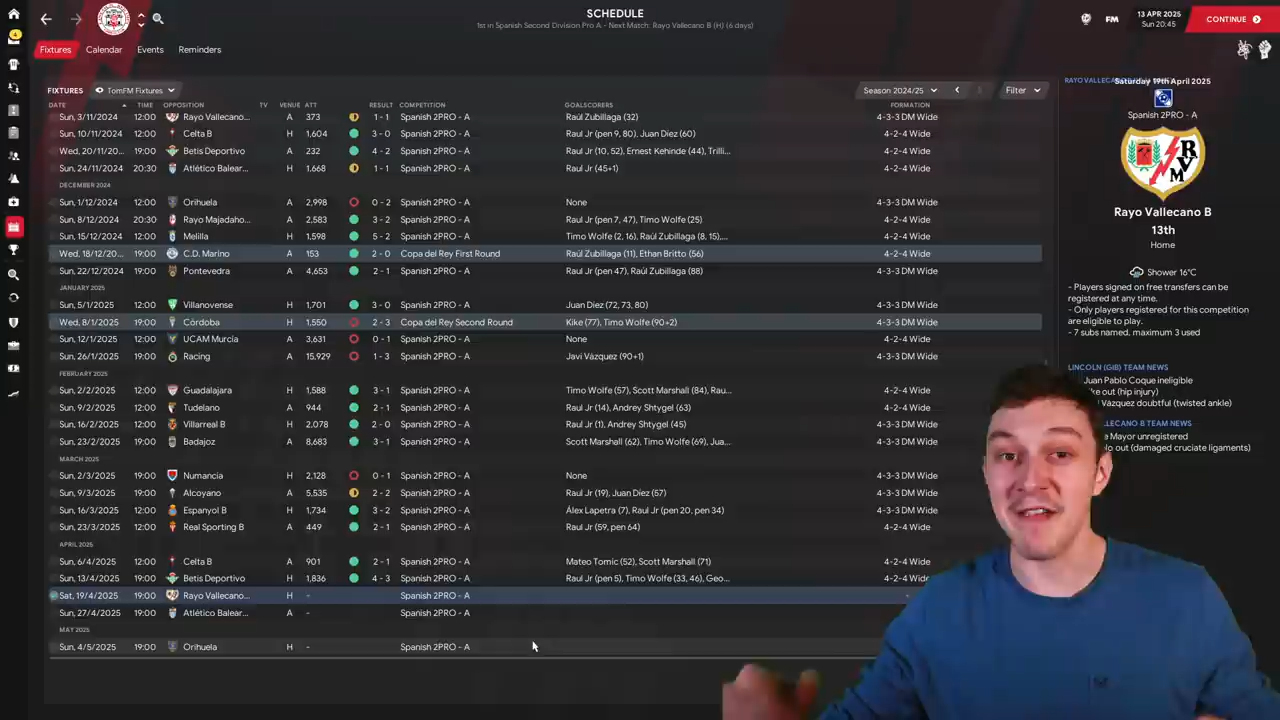 SCHEDULE
1st in Spanish Second Division Pro A - Next Match: Rayo Vallecano B (H) (6 days)
FM
13 APR 2025
Sun 20:45
CONTINUE
Fixtures Calendar Events Reminders
FIXTURES TomFM Fixtures Season 2024/25 Filter
DATE TIME OPPOSITION TV VENUE ATT RESULT COMPETITION GOALSCORERS FORMATION
Sun, 3/11/2024 12:00 Rayo Vallecano... A 373 1 - 1 Spanish 2PRO - A Raúl Zubillaga (32) 4-3-3 DM Wide
Sun, 10/11/2024 12:00 Celta B H 1,604 3 - 0 Spanish 2PRO - A Raul Jr (pen 9, 80), Juan Díez (60) 4-2-4 Wide
Wed, 20/11/20... 19:00 Betis Deportivo A 232 4 - 2 Spanish 2PRO - A Raul Jr (10, 52), Ernest Kehinde (44), Trilli... 4-2-4 Wide
Sun, 24/11/2024 20:30 Atlético Balear... H 1,668 1 - 1 Spanish 2PRO - A Raul Jr (45+1) 4-2-4 Wide
DECEMBER 2024
Sun, 1/12/2024 12:00 Orihuela A 2,998 0 - 2 Spanish 2PRO - A None 4-3-3 DM Wide
Sun, 8/12/2024 20:30 Rayo Majadaho... A 2,583 3 - 2 Spanish 2PRO - A Raul Jr (pen 7, 47), Timo Wolfe (25) 4-2-4 Wide
Sun, 15/12/2024 12:00 Melilla H 1,598 5 - 2 Spanish 2PRO - A Timo Wolfe (2, 16), Raúl Zubillaga (8, 15),... 4-2-4 Wide
Wed, 18/12/20... 19:00 C.D. Marino A 153 2 - 0 Copa del Rey First Round Raúl Zubillaga (11), Ethan Britto (56) 4-2-4 Wide
Sun, 22/12/2024 12:00 Pontevedra A 4,653 2 - 1 Spanish 2PRO - A Raul Jr (pen 47), Raúl Zubillaga (88) 4-3-3 DM Wide
JANUARY 2025
Sun, 5/1/2025 12:00 Villanovense H 1,701 3 - 0 Spanish 2PRO - A Juan Díez (72, 73, 80) 4-3-3 DM Wide
Wed, 8/1/2025 19:00 Córdoba H 1,550 2 - 3 Copa del Rey Second Round Kike (77), Timo Wolfe (90+2) 4-3-3 DM Wide
Sun, 12/1/2025 12:00 UCAM Murcia A 3,631 0 - 1 Spanish 2PRO - A None 4-3-3 DM Wide
Sun, 26/1/2025 19:00 Racing A 15,929 1 - 3 Spanish 2PRO - A Javi Vázquez (90+1) 4-3-3 DM Wide
FEBRUARY 2025
Sun, 2/2/2025 12:00 Guadalajara H 1,588 3 - 1 Spanish 2PRO - A Timo Wolfe (57), Scott Marshall (84), Rau... 4-2-4 Wide
Sun, 9/2/2025 12:00 Tudelano A 944 2 - 1 Spanish 2PRO - A Raul Jr (14), Andrey Shtygel (63) 4-2-4 Wide
Sun, 16/2/2025 12:00 Villarreal B H 2,078 2 - 0 Spanish 2PRO - A Raul Jr (1), Andrey Shtygel (45) 4-2-4 Wide
Sun, 23/2/2025 19:00 Badajoz A 8,683 3 - 1 Spanish 2PRO - A Scott Marshall (62), Timo Wolfe (69), Jua... 4-3-3 DM Wide
MARCH 2025
Sun, 2/3/2025 19:00 Numancia H 2,128 0 - 1 Spanish 2PRO - A None 4-3-3 DM Wide
Sun, 9/3/2025 19:00 Alcoyano A 5,535 2 - 2 Spanish 2PRO - A Raul Jr (19), Juan Díez (57) 4-3-3 DM Wide
Sun, 16/3/2025 12:00 Espanyol B H 1,734 3 - 2 Spanish 2PRO - A Álex Lapetra (7), Raul Jr (pen 20, pen 34) 4-2-4 Wide
Sun, 23/3/2025 12:00 Real Sporting B A 449 2 - 1 Spanish 2PRO - A Raul Jr (59, pen 64) 4-2-4 Wide
APRIL 2025
Sun, 6/4/2025 12:00 Celta B A 901 2 - 1 Spanish 2PRO - A Mateo Tomic (52), Scott Marshall (71) 4-2-4 Wide
Sun, 13/4/2025 19:00 Betis Deportivo H 1,836 4 - 3 Spanish 2PRO - A Raul Jr (pen 5), Timo Wolfe (33, 46), Geo... 4-2-4 Wide
Sat, 19/4/2025 19:00 Rayo Vallecano... H - Spanish 2PRO - A -
Sun, 27/4/2025 19:00 Atlético Balear... A - Spanish 2PRO - A
MAY 2025
Sun, 4/5/2025 19:00 Orihuela H - Spanish 2PRO - A
Saturday 19th April 2025
Spanish 2PRO - A
Rayo Vallecano B
13th
Home
Shower 16°C
- Players signed on free transfers can be
registered at any time.
- Only players registered for this competition
are eligible to play.
- 7 subs named, maximum 3 used
LINCOLN (GIB) TEAM NEWS
Juan Pablo Coque ineligible
out (hip injury)
Vázquez doubtful (twisted ankle)
TEAM NEWS
Mayor unregistered
out (damaged cruciate ligaments)